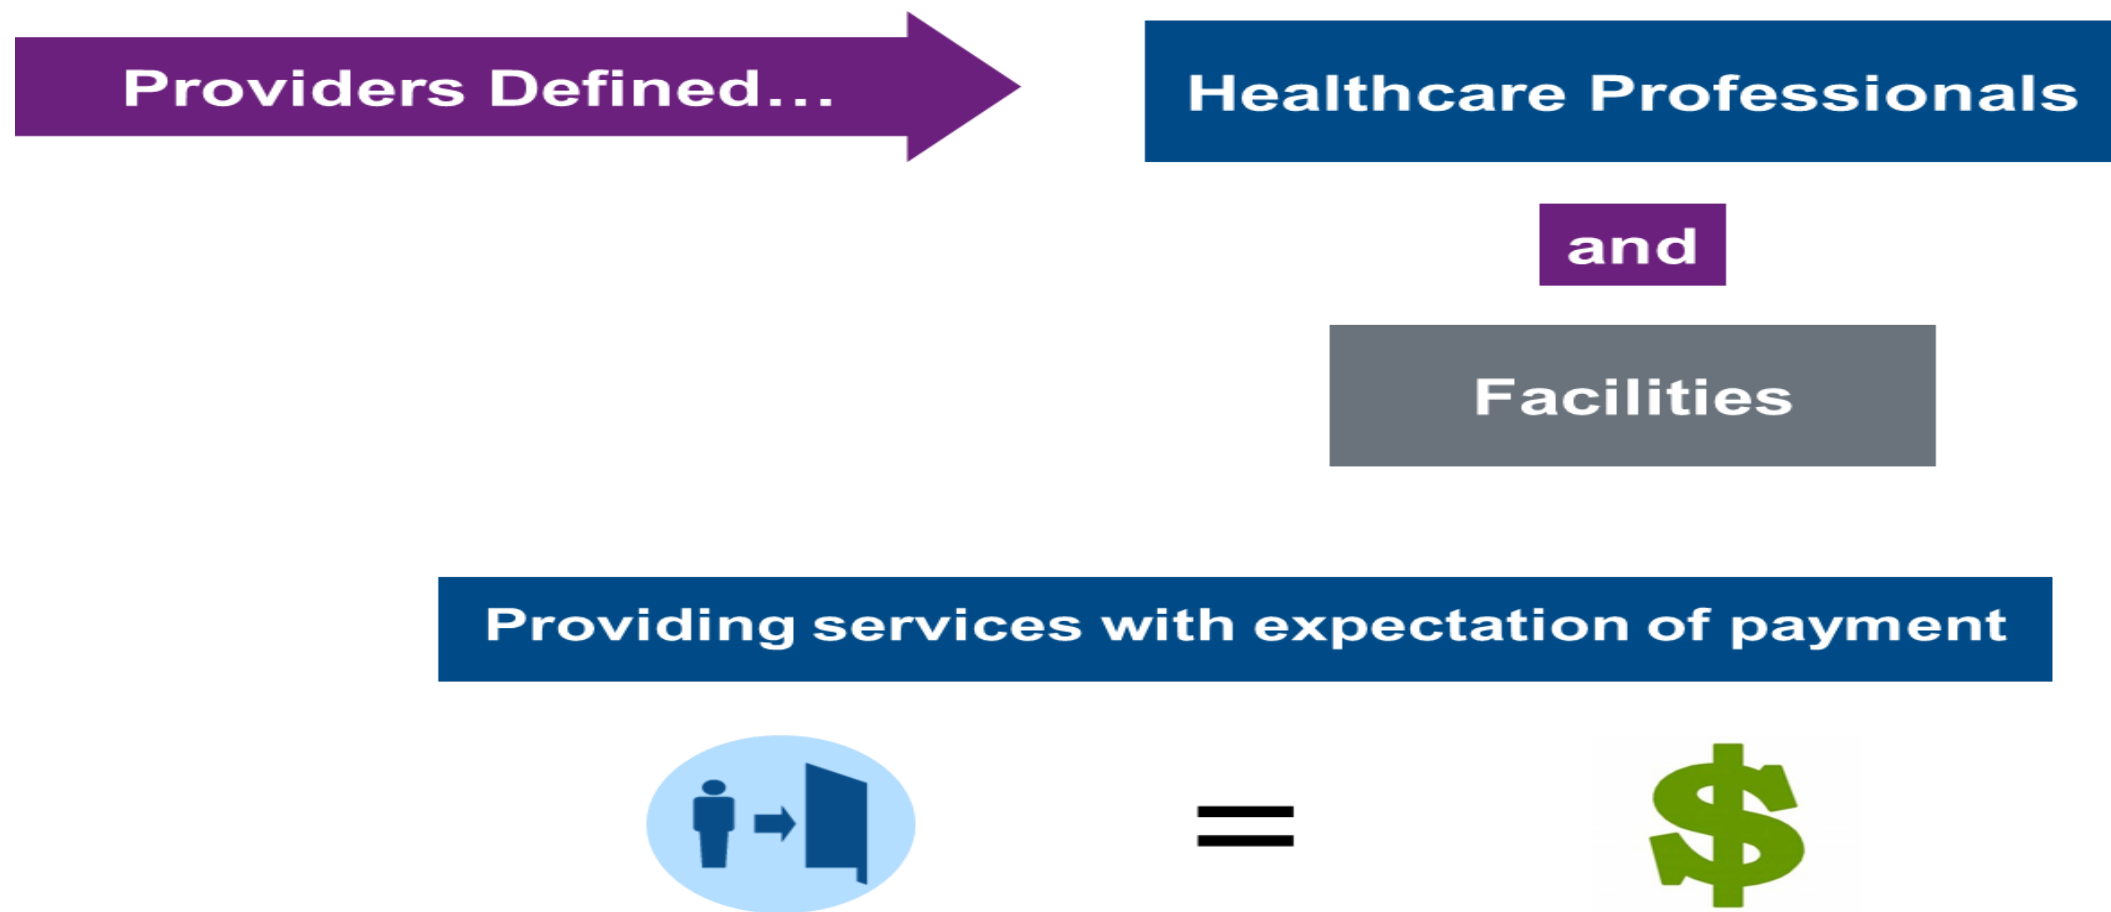 Providers Defined...
Healthcare Professionals
and
Facilities
Providing services with expectation of payment
=
$